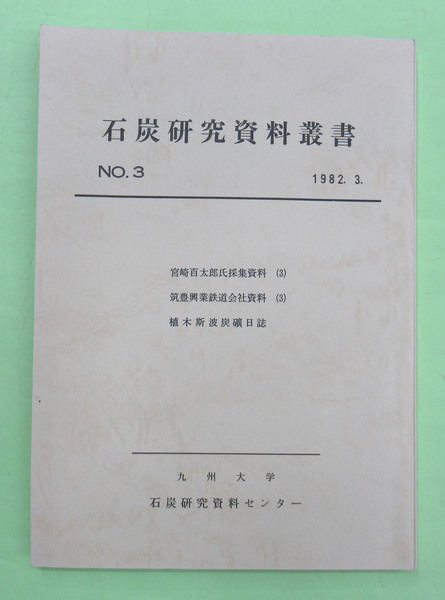 石炭研究資料叢書
NO.3 1982. 3.
宮崎百太郎氏採集資料 (3)
筑豊興業鉄道会社資料 (3)
植木斯波炭礦日誌
九州大学
石炭研究資料センター